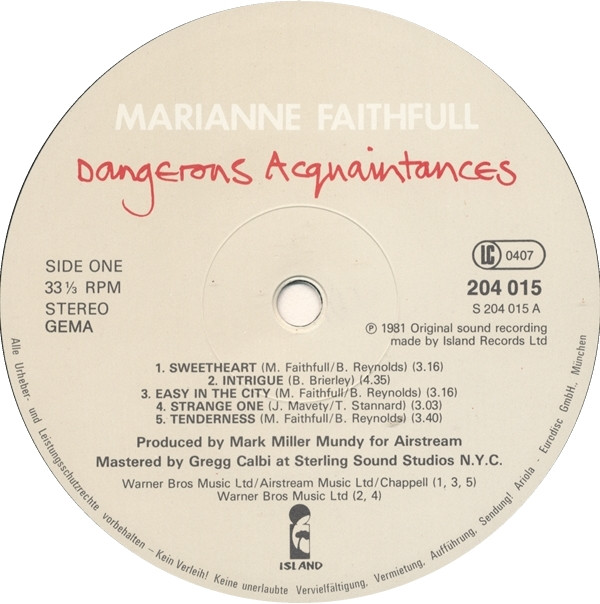 MARIANNE FAITHFULL
Dangerous Acquaintances
SIDE ONE
33 ⅓ RPM
STEREO
GEMA
LC 0407
204 015
S 204 015 A
℗ 1981 Original sound recording
made by Island Records Ltd
1. SWEETHEART (M. Faithfull/B. Reynolds) (3.16)
2. INTRIGUE (B. Brierley) (4.35)
3. EASY IN THE CITY (M. Faithfull/B. Reynolds) (3.16)
4. STRANGE ONE (J. Mavety/T. Stannard) (3.03)
5. TENDERNESS (M. Faithfull/B. Reynolds) (3.40)
Produced by Mark Miller Mundy for Airstream
Mastered by Gregg Calbi at Sterling Sound Studios N.Y.C.
Warner Bros Music Ltd/Airstream Music Ltd/Chappell (1, 3, 5)
Warner Bros Music Ltd (2, 4)
ISLAND
Alle Urheber- und Leistungsschutzrechte vorbehalten – Kein Verleih! Keine unerlaubte Vervielfältigung, Vermietung, Aufführung, Sendung! Ariola - Eurodisc GmbH., München